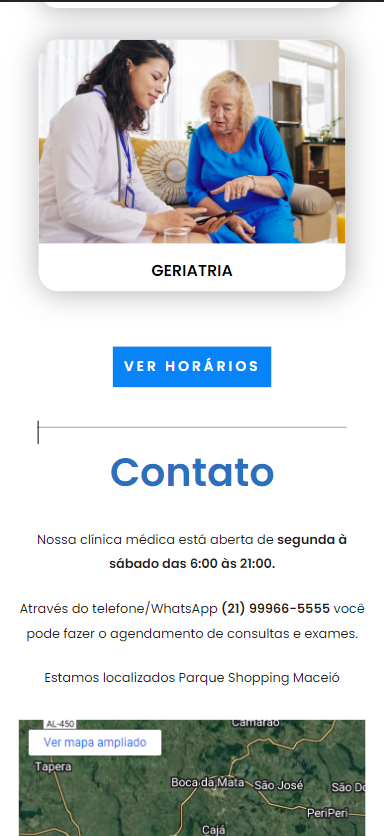 GERIATRIA
VER HORÁRIOS
Contato
Nossa clínica médica está aberta de segunda à
sábado das 6:00 às 21:00.
Através do telefone/WhatsApp (21) 99966-5555 você
pode fazer o agendamento de consultas e exames.
Estamos localizados Parque Shopping Maceió
AL-450
Camarão
Ver mapa ampliado
Tapera
Boca da Mata
São José
São Do
PeriPeri
Cajá